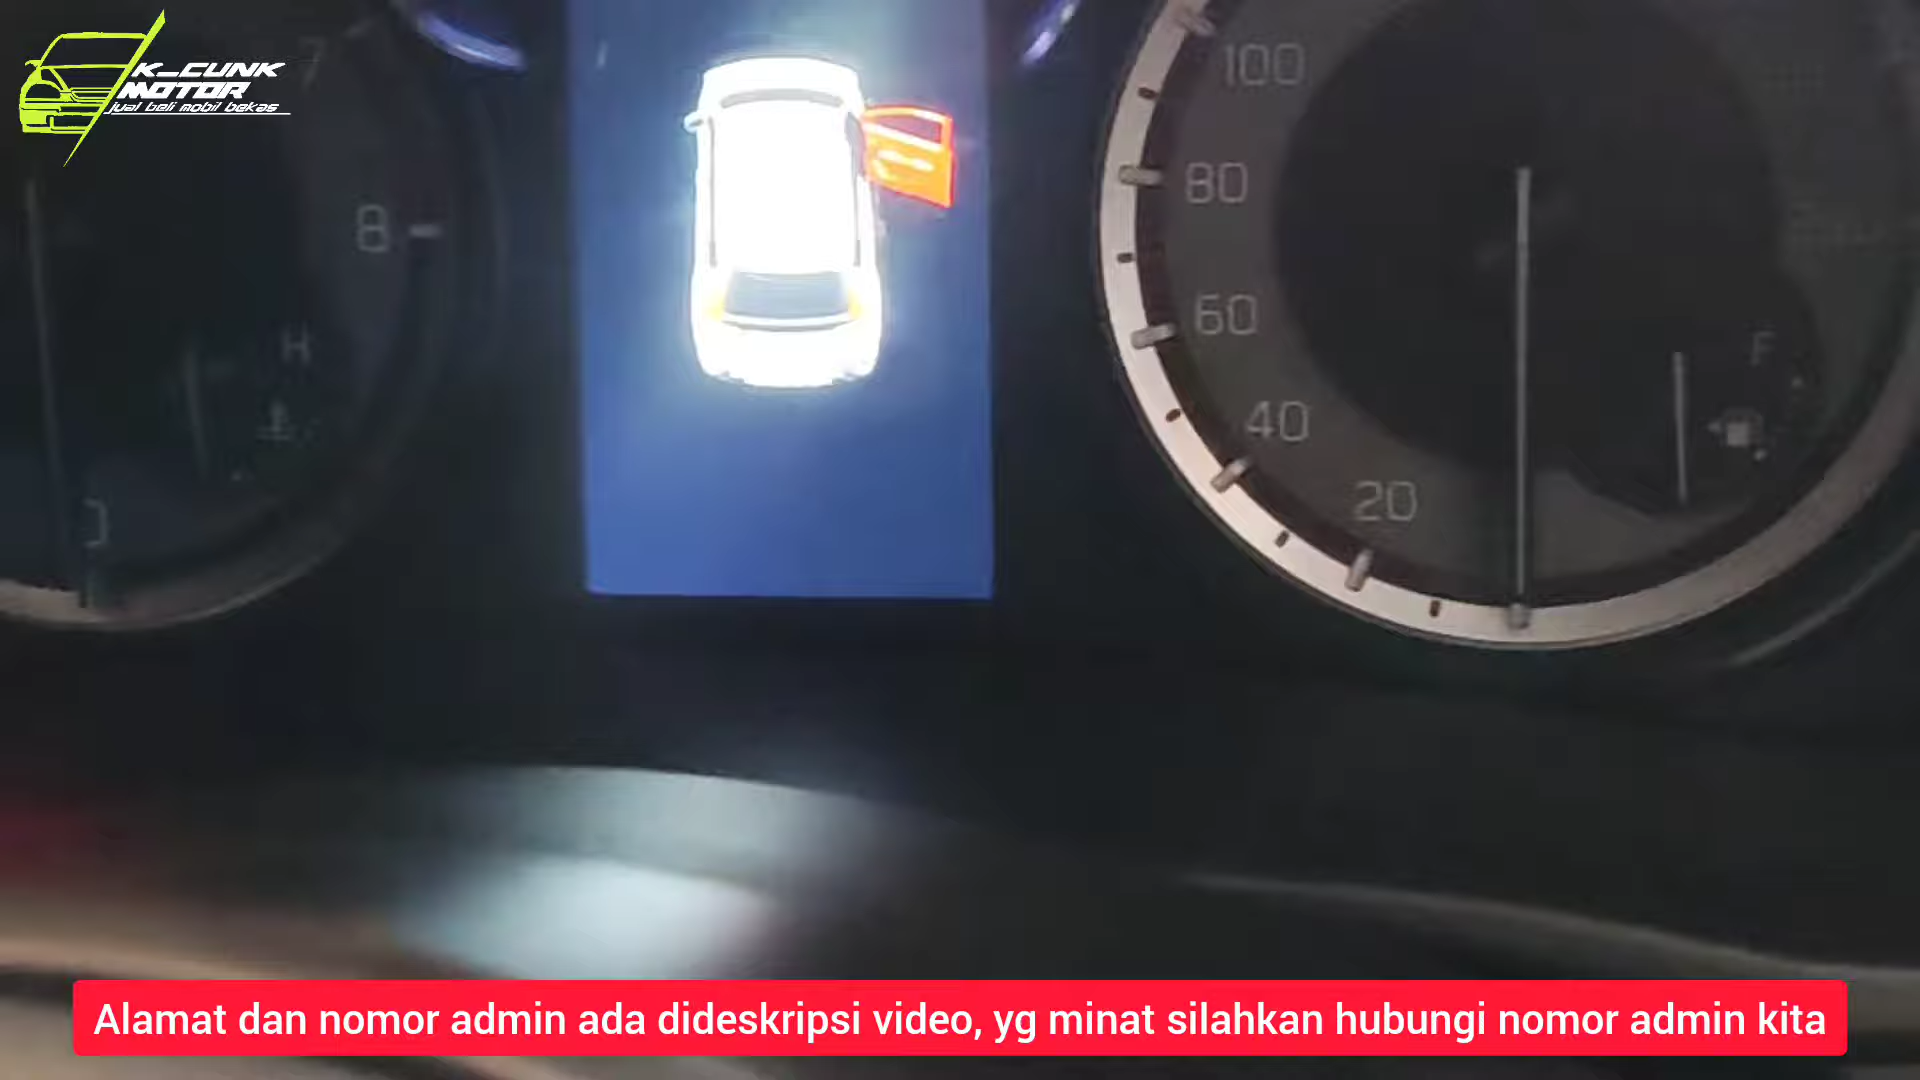 K_CUNK
MOTOR
jual beli mobil bekas
7
8
H
100
80
60
40
20
F
Alamat dan nomor admin ada dideskripsi video, yg minat silahkan hubungi nomor admin kita